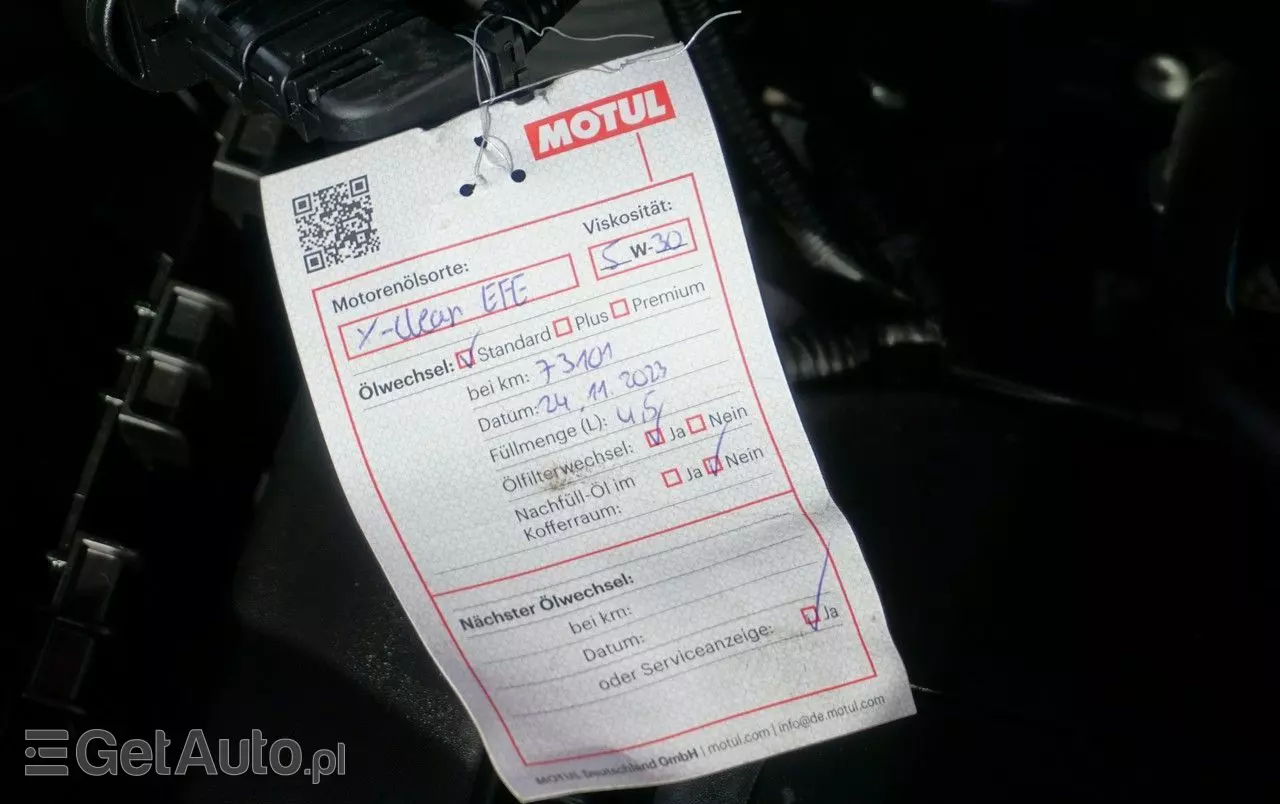 MOTUL
Viskosität:
5 W-30
Motorenölsorte:
X-clean EFE
Ölwechsel: Standard Plus Premium
bei km: 73101
Datum: 24.11.2023
Füllmenge (L): 4,5
Ölfilterwechsel: Ja Nein
Nachfüll-Öl im Ja Nein
Kofferraum:
Nächster Ölwechsel:
bei km:
Datum:
oder Serviceanzeige: Ja
MOTUL Deutschland GmbH | motul.com | info@de.motul.com
GetAuto.pl